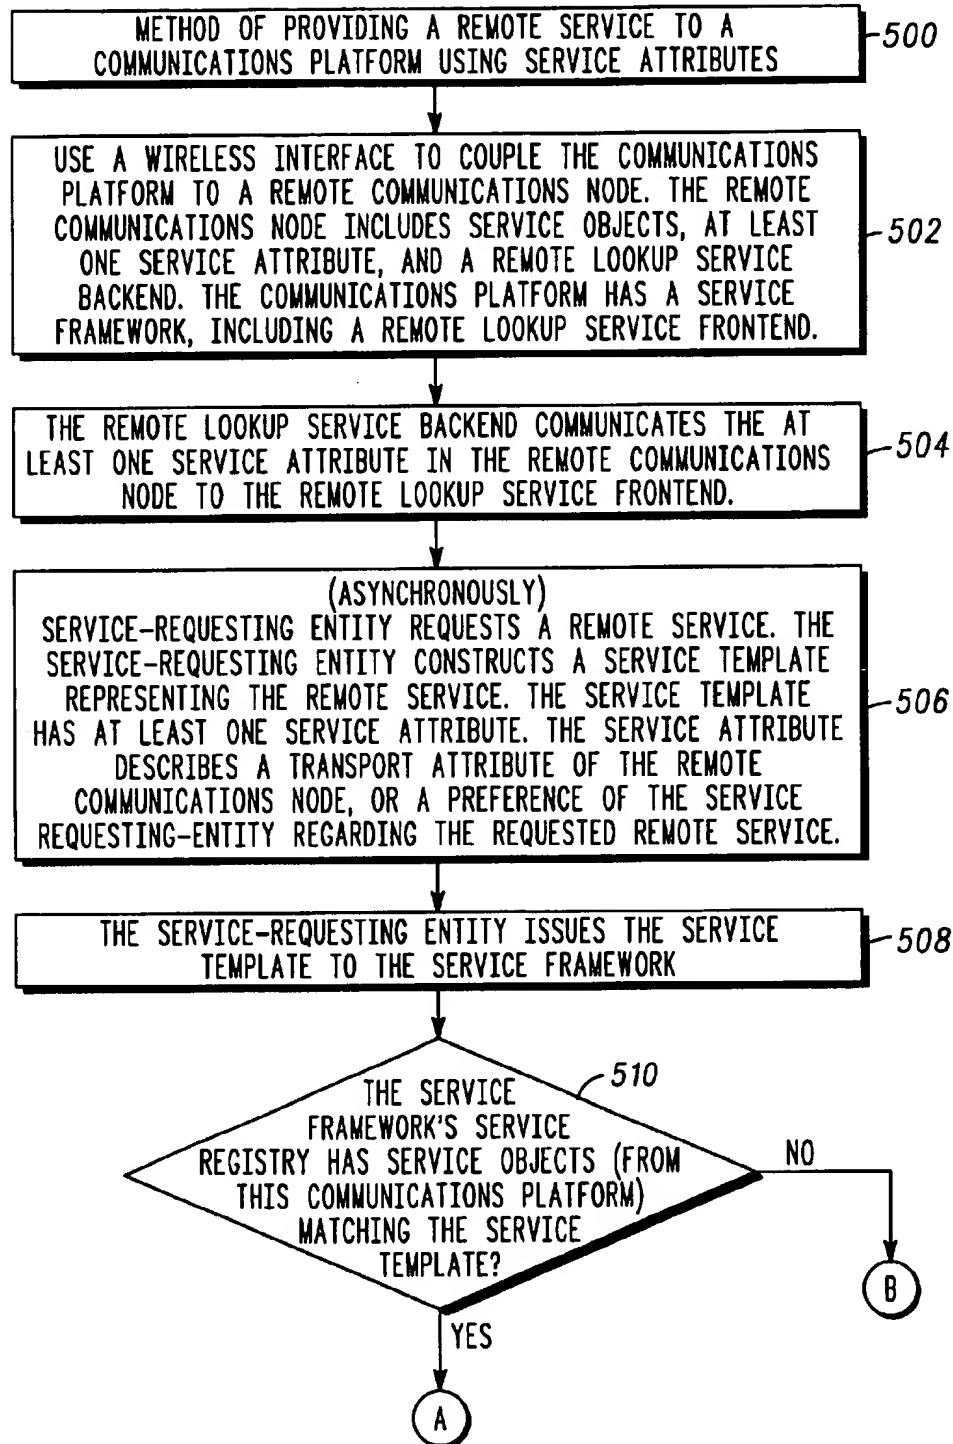 METHOD OF PROVIDING A REMOTE SERVICE TO A
COMMUNICATIONS PLATFORM USING SERVICE ATTRIBUTES
500
USE A WIRELESS INTERFACE TO COUPLE THE COMMUNICATIONS
PLATFORM TO A REMOTE COMMUNICATIONS NODE. THE REMOTE
COMMUNICATIONS NODE INCLUDES SERVICE OBJECTS, AT LEAST
ONE SERVICE ATTRIBUTE, AND A REMOTE LOOKUP SERVICE
BACKEND. THE COMMUNICATIONS PLATFORM HAS A SERVICE
FRAMEWORK, INCLUDING A REMOTE LOOKUP SERVICE FRONTEND.
502
THE REMOTE LOOKUP SERVICE BACKEND COMMUNICATES THE AT
LEAST ONE SERVICE ATTRIBUTE IN THE REMOTE COMMUNICATIONS
NODE TO THE REMOTE LOOKUP SERVICE FRONTEND.
504
(ASYNCHRONOUSLY)
SERVICE-REQUESTING ENTITY REQUESTS A REMOTE SERVICE. THE
SERVICE-REQUESTING ENTITY CONSTRUCTS A SERVICE TEMPLATE
REPRESENTING THE REMOTE SERVICE. THE SERVICE TEMPLATE
HAS AT LEAST ONE SERVICE ATTRIBUTE. THE SERVICE ATTRIBUTE
DESCRIBES A TRANSPORT ATTRIBUTE OF THE REMOTE
COMMUNICATIONS NODE, OR A PREFERENCE OF THE SERVICE
REQUESTING-ENTITY REGARDING THE REQUESTED REMOTE SERVICE.
506
THE SERVICE-REQUESTING ENTITY ISSUES THE SERVICE
TEMPLATE TO THE SERVICE FRAMEWORK
508
510
THE SERVICE
FRAMEWORK'S SERVICE
REGISTRY HAS SERVICE OBJECTS (FROM
THIS COMMUNICATIONS PLATFORM)
MATCHING THE SERVICE
TEMPLATE?
NO
B
YES
A